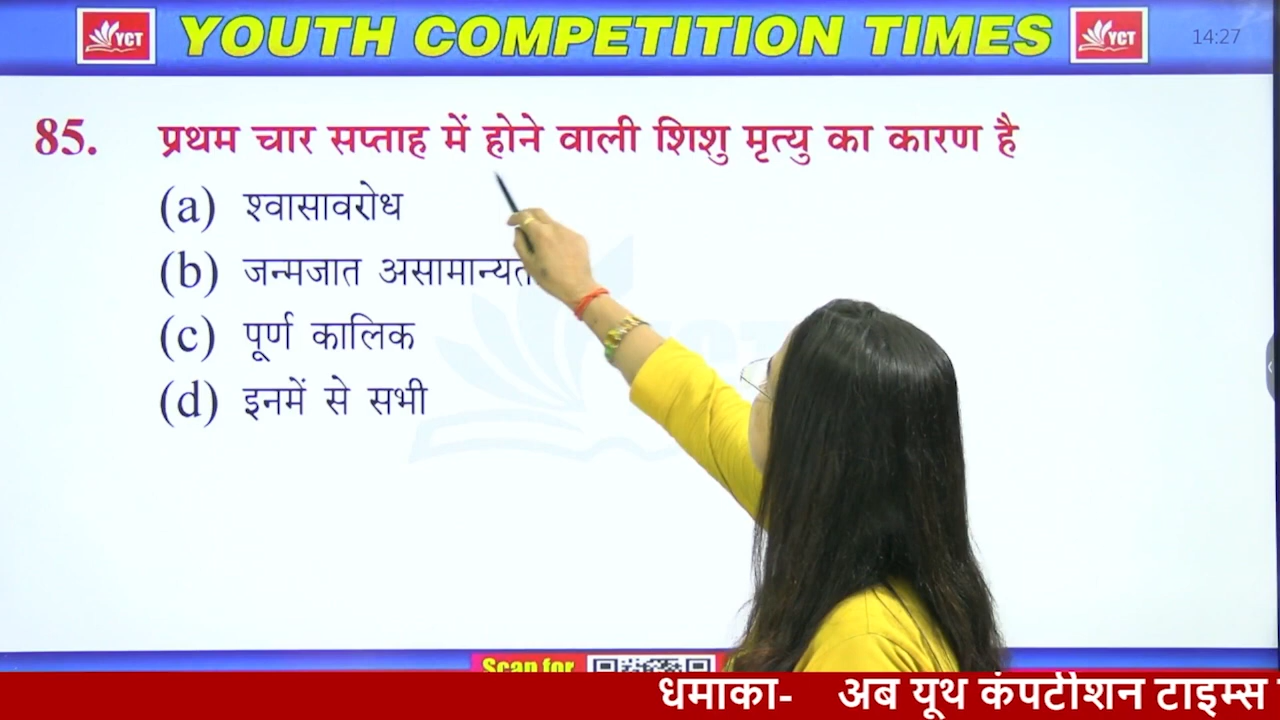 YCT
YOUTH COMPETITION TIMES
YCT
14:27
85. प्रथम चार सप्ताह में होने वाली शिशु मृत्यु का कारण है
(a) श्वासावरोध
(b) जन्मजात असामान्यत
(c) पूर्ण कालिक
(d) इनमें से सभी
YCT
Scan for
धमाका- अब यूथ कंपटीशन टाइम्स